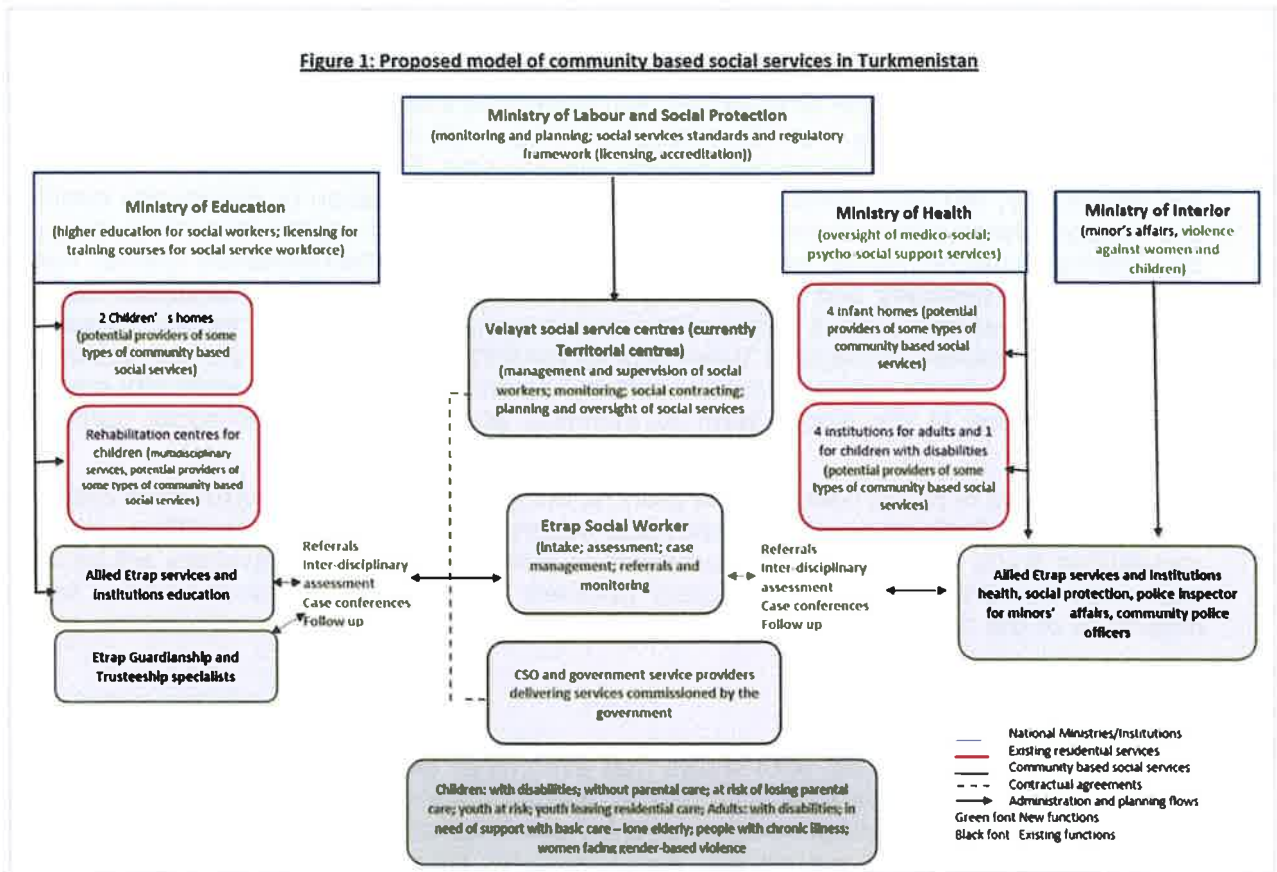 Figure 1: Proposed model of community based social services in Turkmenistan
Ministry of Labour and Social Protection
(monitoring and planning; social services standards and regulatory
framework (licensing, accreditation))
Ministry of Education
(higher education for social workers; licensing for
training courses for social service workforce)
Ministry of Health
(oversight of medico-social;
psycho-social support services)
Ministry of Interior
(minor's affairs, violence
against women and
children)
2 Children' s homes
(potential providers of some
types of community based
social services)
Velayat social service centres (currently
Territorial centres)
(management and supervision of social
workers; monitoring; social contracting;
planning and oversight of social services
4 infant homes (potential
providers of some types of
community based social
services)
Rehabilitation centres for
children (multidisciplinary
services, potential providers of
some types of community based
social services)
4 institutions for adults and 1
for children with disabilities
(potential providers of some
types of community based social
services)
Etrap Social Worker
(intake; assessment; case
management; referrals and
monitoring
Allied Etrap services and
institutions education
Referrals
Inter-disciplinary
assessment
Case conferences
Follow up
Referrals
Inter-disciplinary
assessment
Case conferences
Follow up
Allied Etrap services and institutions
health, social protection, police inspector
for minors' affairs, community police
officers
Etrap Guardianship and
Trusteeship specialists
CSO and government service providers
delivering services commissioned by the
government
Children: with disabilities; without parental care; at risk of losing parental
care; youth at risk; youth leaving residential care; Adults: with disabilities; in
need of support with basic care – lone elderly; people with chronic illness;
women facing gender-based violence
National Ministries/Institutions
Existing residential services
Community based social services
Contractual agreements
Administration and planning flows
Green font New functions
Black font Existing functions